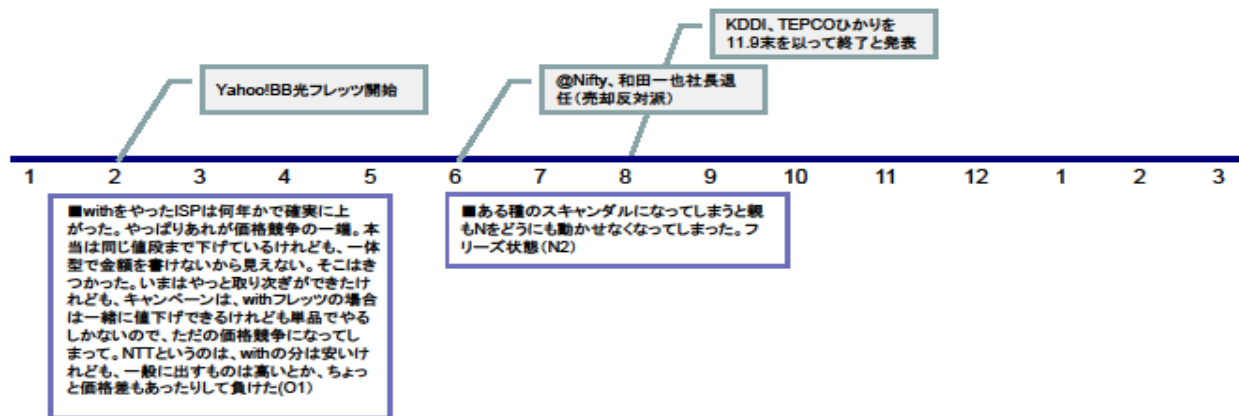 KDDI、TEPCOひかりを
11.9末を以って終了と発表
Yahoo!BB光フレッツ開始
@Nifty、和田一也社長退
任(売却反対派)
1 2 3 4 5 6 7 8 9 10 11 12 1 2 3
■withをやったISPは何年かで確実に上
がった。やっぱりあれが価格競争の一端。本
当は同じ値段まで下げているけれども、一体
型で金額を書けないから見えない。そこはき
つかった。いまはやっと取り次ぎができたけ
れども、キャンペーンは、withフレッツの場合
は一緒に値下げできるけれども単品でやる
しかないので、ただの価格競争になってし
まって。NTTというのは、withの分は安いけ
れども、一般に出すものは高いとか、ちょっ
と価格差もあったりして負けた(O1)
■ある種のスキャンダルになってしまうと親
もNをどうにも動かせなくなってしまった。フ
リーズ状態(N2)